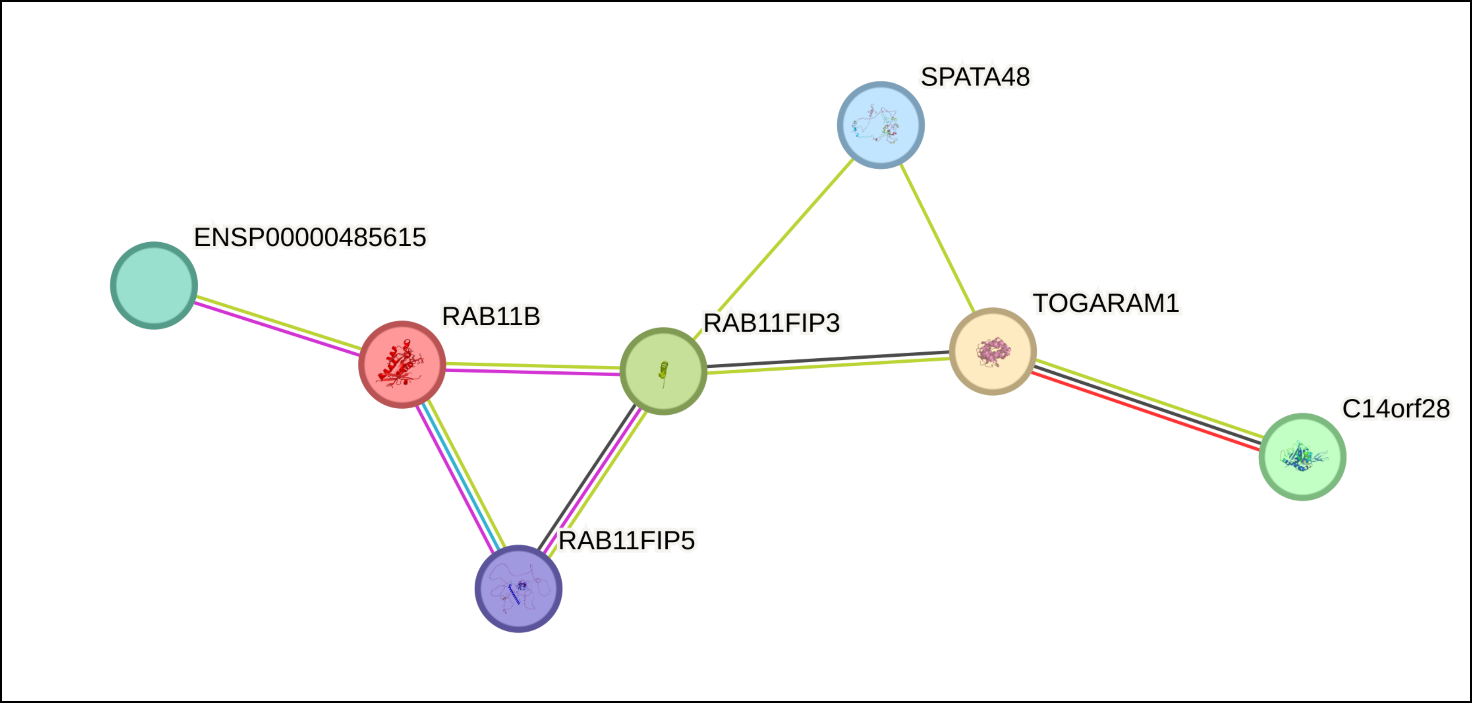 SPATA48
ENSP00000485615
TOGARAM1
RAB11B
RAB11FIP3
C14orf28
RAB11FIP5